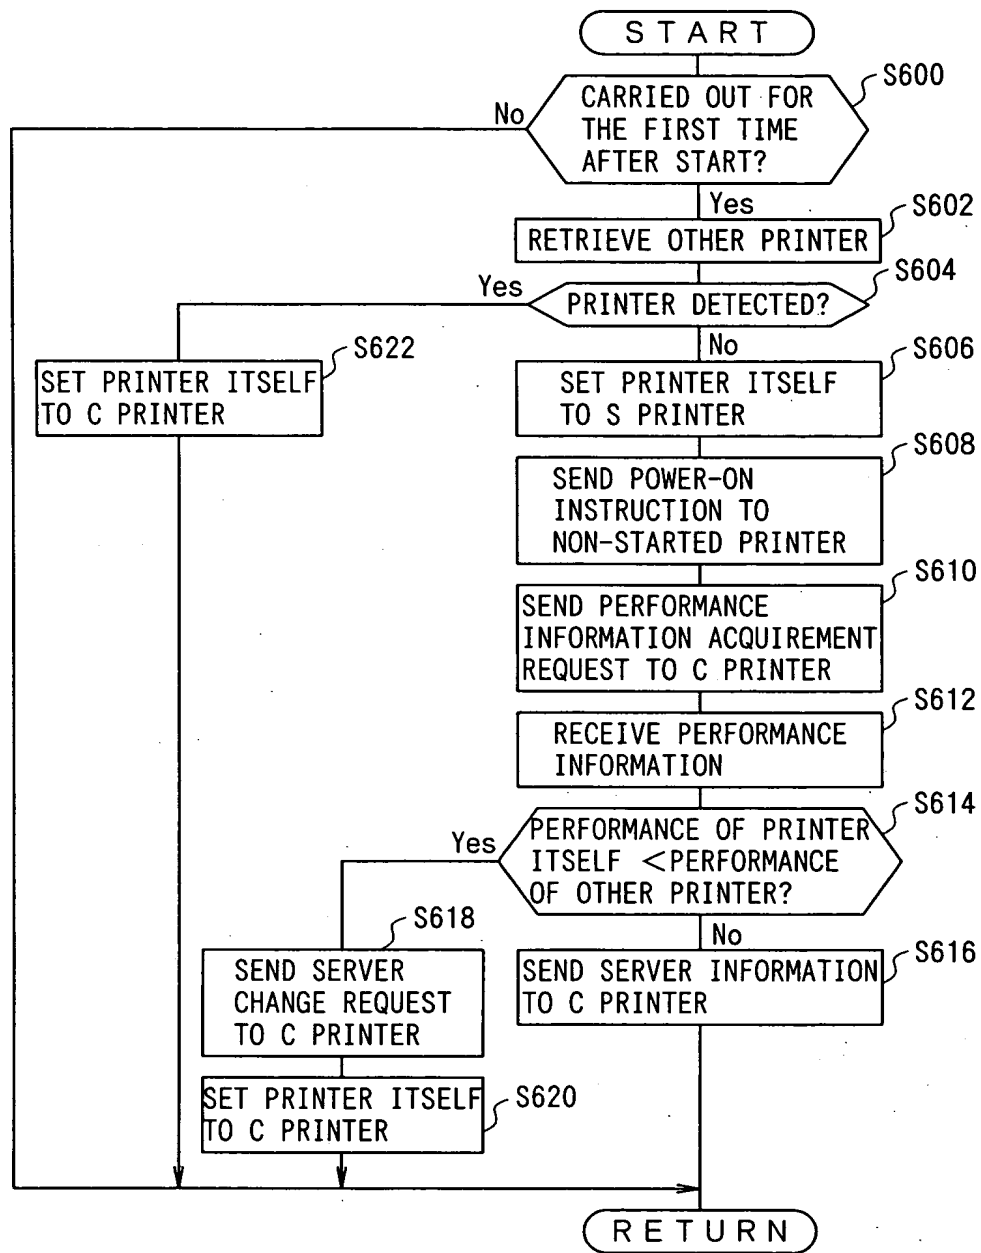 START
S600
CARRIED OUT FOR
THE FIRST TIME
AFTER START?
No
Yes
S602
RETRIEVE OTHER PRINTER
S604
PRINTER DETECTED?
Yes
No
S622
SET PRINTER ITSELF
TO C PRINTER
S606
SET PRINTER ITSELF
TO S PRINTER
S608
SEND POWER-ON
INSTRUCTION TO
NON-STARTED PRINTER
S610
SEND PERFORMANCE
INFORMATION ACQUIREMENT
REQUEST TO C PRINTER
S612
RECEIVE PERFORMANCE
INFORMATION
S614
PERFORMANCE OF PRINTER
ITSELF <PERFORMANCE
OF OTHER PRINTER?
Yes
No
S618
SEND SERVER
CHANGE REQUEST
TO C PRINTER
S616
SEND SERVER INFORMATION
TO C PRINTER
S620
SET PRINTER ITSELF
TO C PRINTER
RETURN